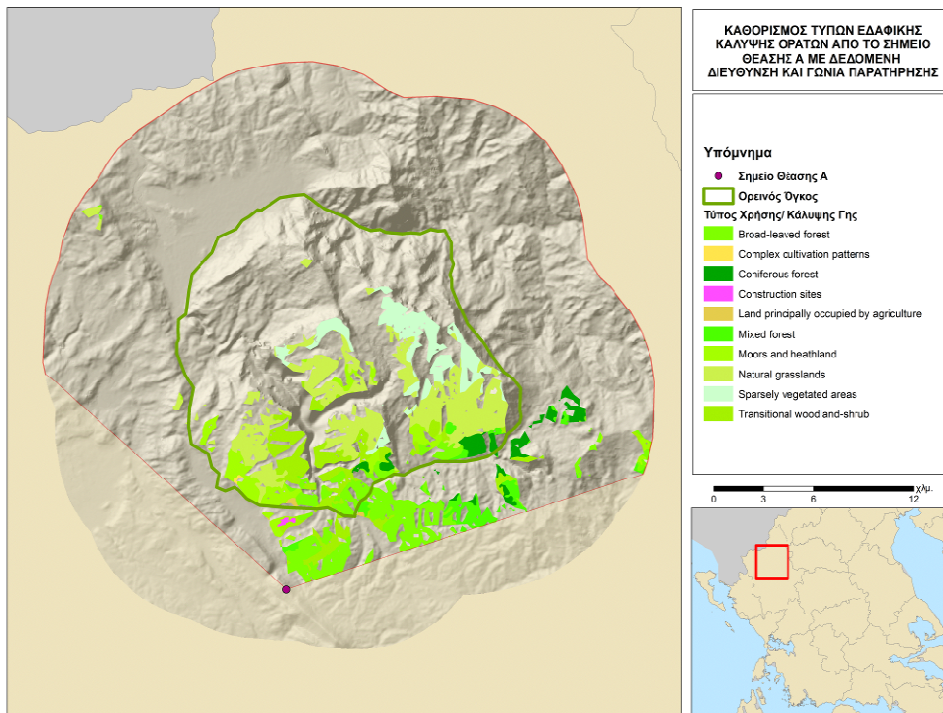 ΚΑΘΟΡΙΣΜΟΣ ΤΥΠΩΝ ΕΔΑΦΙΚΗΣ
ΚΑΛΥΨΗΣ ΟΡΑΤΩΝ ΑΠΟ ΤΟ ΣΗΜΕΙΟ
ΘΕΑΣΗΣ Α ΜΕ ΔΕΔΟΜΕΝΗ
ΔΙΕΥΘΥΝΣΗ ΚΑΙ ΓΩΝΙΑ ΠΑΡΑΤΗΡΗΣΗΣ
Υπόμνημα
Σημείο Θέασης Α
Ορεινός Όγκος
Τύπος Χρήσης/ Κάλυψης Γης
Broad-leaved forest
Complex cultivation patterns
Coniferous forest
Construction sites
Land principally occupied by agriculture
Mixed forest
Moors and heathland
Natural grasslands
Sparsely vegetated areas
Transitional woodland-shrub
χλμ.
0 3 6 12